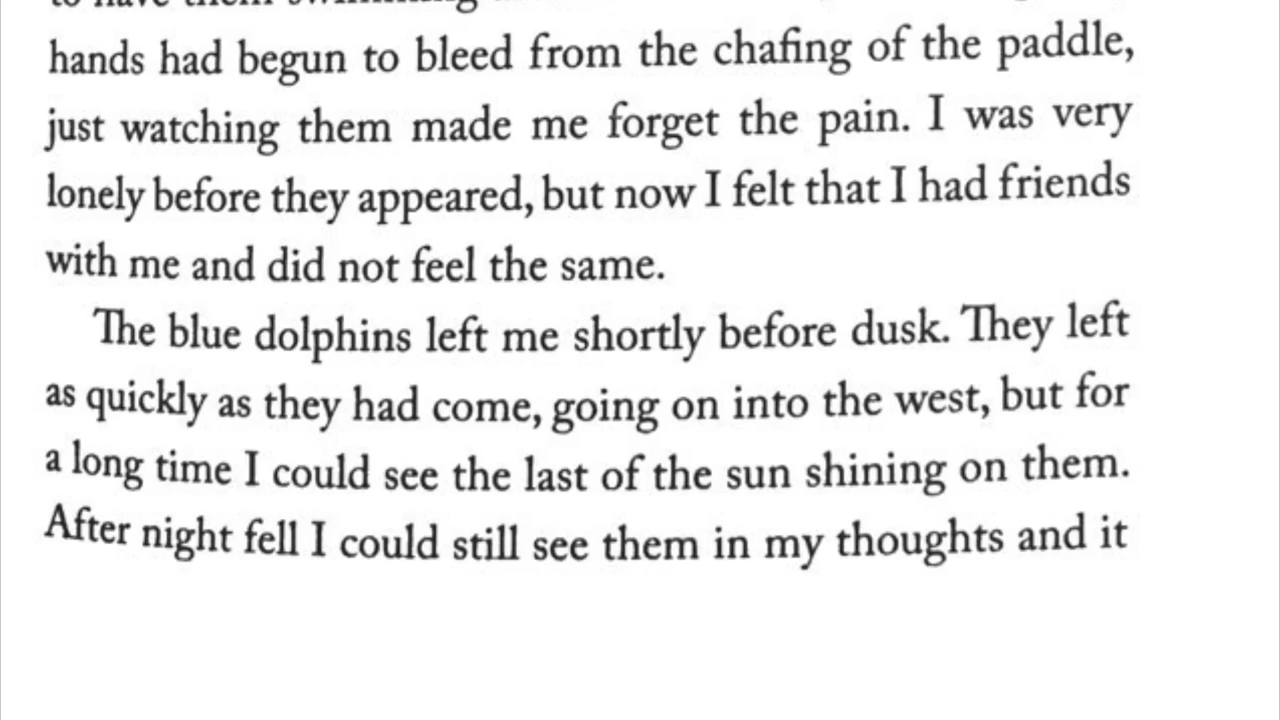 hands had begun to bleed from the chafing of the paddle,
just watching them made me forget the pain. I was very
lonely before they appeared, but now I felt that I had friends
with me and did not feel the same.
The blue dolphins left me shortly before dusk. They left
as quickly as they had come, going on into the west, but for
a long time I could see the last of the sun shining on them.
After night fell I could still see them in my thoughts and it